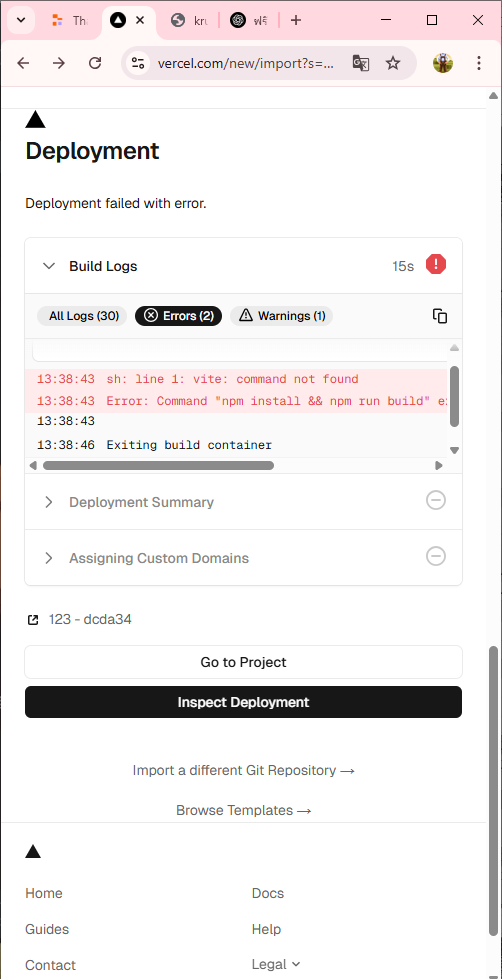 Tha
kru
ฟรี
vercel.com/new/import?s=...
Deployment
Deployment failed with error.
Build Logs
15s
All Logs (30)
Errors (2)
Warnings (1)
13:38:43 sh: line 1: vite: command not found
13:38:43 Error: Command "npm install && npm run build" e
13:38:43
13:38:46 Exiting build container
Deployment Summary
Assigning Custom Domains
123 - dcda34
Go to Project
Inspect Deployment
Import a different Git Repository →
Browse Templates →
Home
Docs
Guides
Help
Contact
Legal